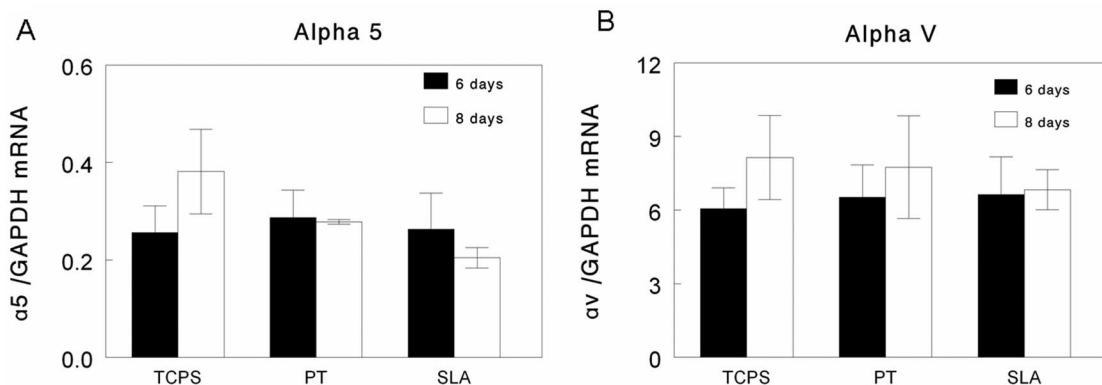 A
Alpha 5
α5 /GAPDH mRNA
0.6
0.4
0.2
0.0
6 days
8 days
TCPS
PT
SLA
B
Alpha V
αv /GAPDH mRNA
12
9
6
3
0
6 days
8 days
TCPS
PT
SLA